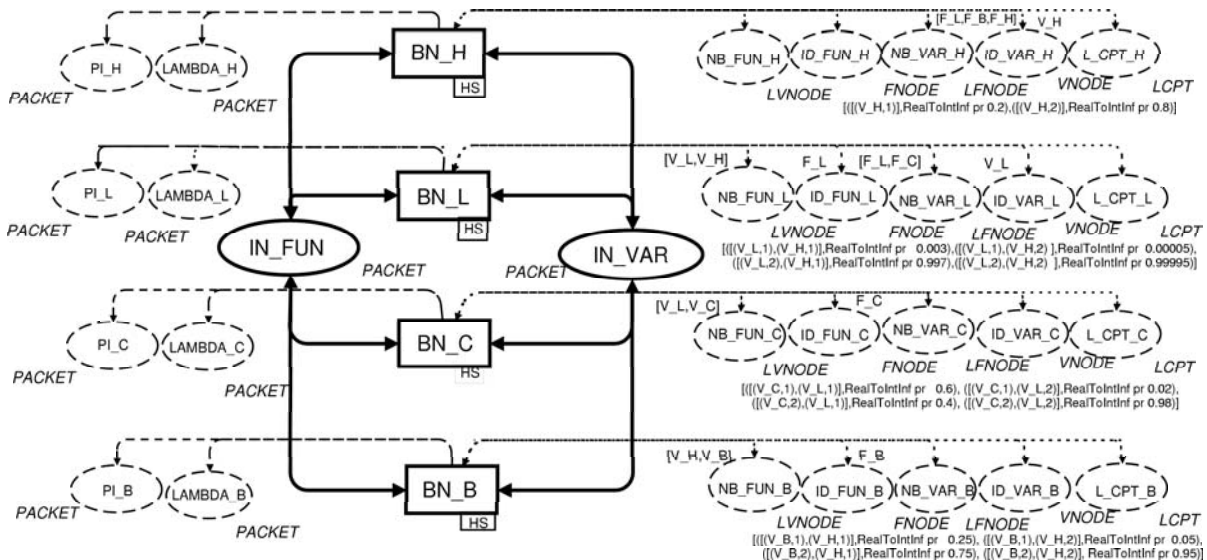 [F_L,F_B,F_H] V_H
BN_H
HS
PI_H LAMBDA_H
NB_FUN_H ID_FUN_H NB_VAR_H ID_VAR_H L_CPT_H
PACKET PACKET
LVNODE FNODE LFNODE VNODE LCPT
[([(V_H,1)],RealToIntInf pr 0.2),([(V_H,2)],RealToIntInf pr 0.8)]
[V_L,V_H] F_L [F_L,F_C] V_L
BN_L
HS
PI_L LAMBDA_L
NB_FUN_L ID_FUN_L NB_VAR_L ID_VAR_L L_CPT_L
PACKET PACKET
LVNODE FNODE LFNODE VNODE LCPT
[([(V_L,1),(V_H,1)],RealToIntInf pr 0.003),([(V_L,1),(V_H,2) ],RealToIntInf pr 0.00005),
([(V_L,2),(V_H,1)],RealToIntInf pr 0.997),([(V_L,2),(V_H,2) ],RealToIntInf pr 0.99995)]
IN_FUN PACKET PACKET IN_VAR
[V_L,V_C] F_C
BN_C
HS
PI_C LAMBDA_C
NB_FUN_C ID_FUN_C NB_VAR_C ID_VAR_C L_CPT_C
PACKET PACKET
LVNODE FNODE LFNODE VNODE LCPT
[([(V_C,1),(V_L,1)],RealToIntInf pr 0.6), ([(V_C,1),(V_L,2)],RealToIntInf pr 0.02),
([(V_C,2),(V_L,1)],RealToIntInf pr 0.4), ([(V_C,2),(V_L,2)],RealToIntInf pr 0.98)]
[V_H,V_B] F_B
BN_B
HS
PI_B LAMBDA_B
NB_FUN_B ID_FUN_B NB_VAR_B ID_VAR_B L_CPT_B
PACKET PACKET
LVNODE FNODE LFNODE VNODE LCPT
[([(V_B,1),(V_H,1)],RealToIntInf pr 0.25), ([(V_B,1),(V_H,2)],RealToIntInf pr 0.05),
([(V_B,2),(V_H,1)],RealToIntInf pr 0.75), ([(V_B,2),(V_H,2)], RealToIntInf pr 0.95)]